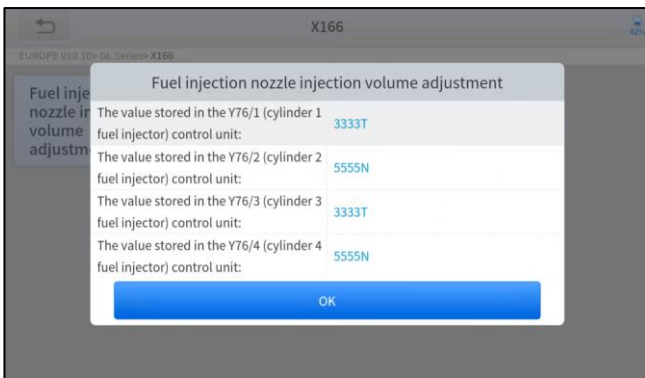 X166
42%
EUROPE V10.10> GL Series> X166
Fuel inje
nozzle in
volume
adjustm
Fuel injection nozzle injection volume adjustment
The value stored in the Y76/1 (cylinder 1
fuel injector) control unit:
3333T
The value stored in the Y76/2 (cylinder 2
fuel injector) control unit:
5555N
The value stored in the Y76/3 (cylinder 3
fuel injector) control unit:
3333T
The value stored in the Y76/4 (cylinder 4
fuel injector) control unit:
5555N
OK